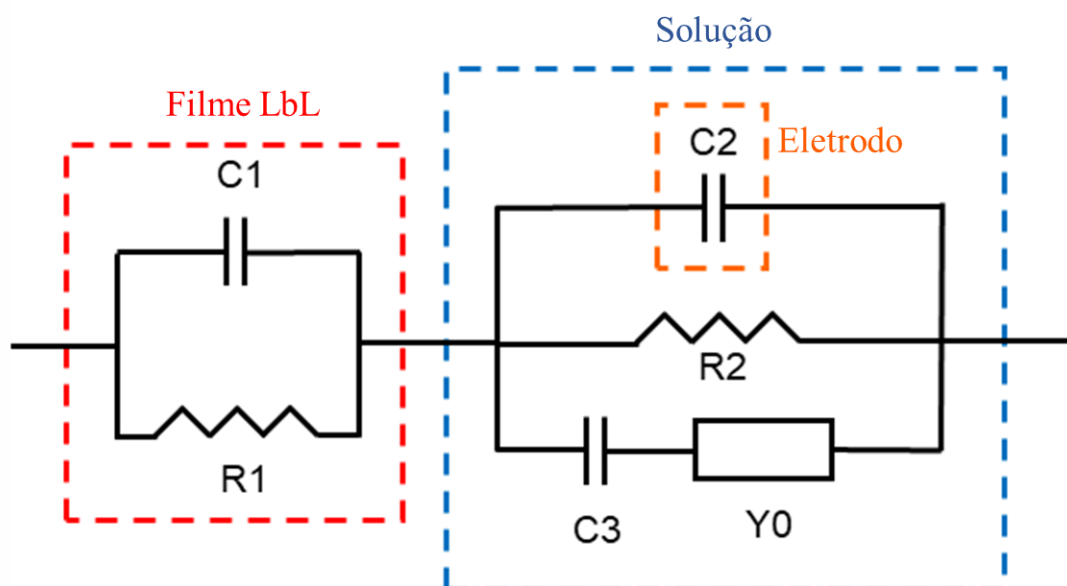 Solução
Filme LbL
C1
R1
C2
Eletrodo
R2
C3
Y0